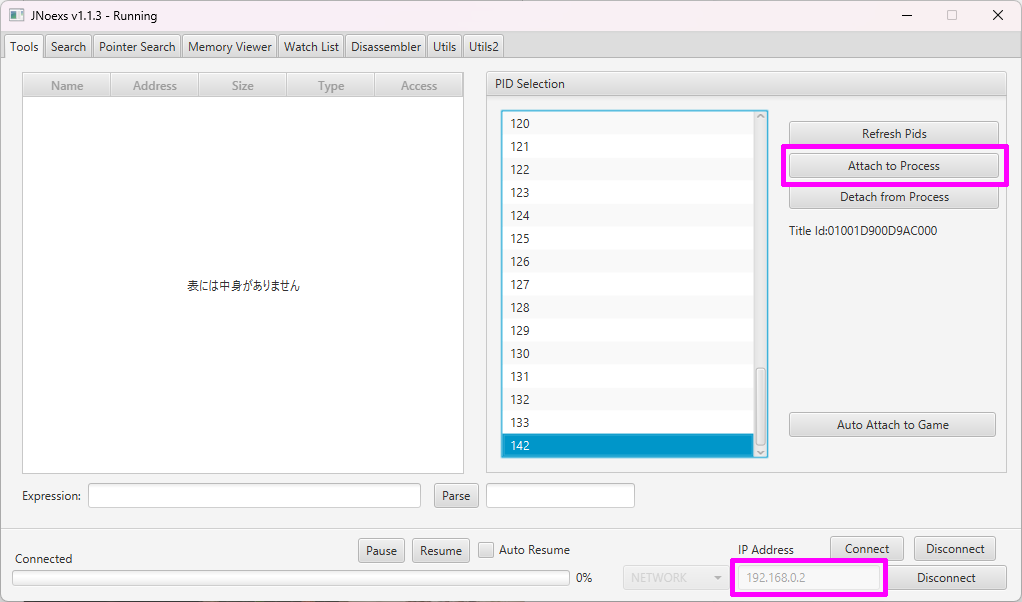 JNoexs v1.1.3 - Running
Tools Search Pointer Search Memory Viewer Watch List Disassembler Utils Utils2
Name Address Size Type Access
表には中身がありません
PID Selection
120
121
122
123
124
125
126
127
128
129
130
131
132
133
142
Refresh Pids
Attach to Process
Detach from Process
Title Id:01001D900D9AC000
Auto Attach to Game
Expression: Parse
Connected Pause Resume Auto Resume IP Address Connect Disconnect
0% NETWORK 192.168.0.2 Disconnect